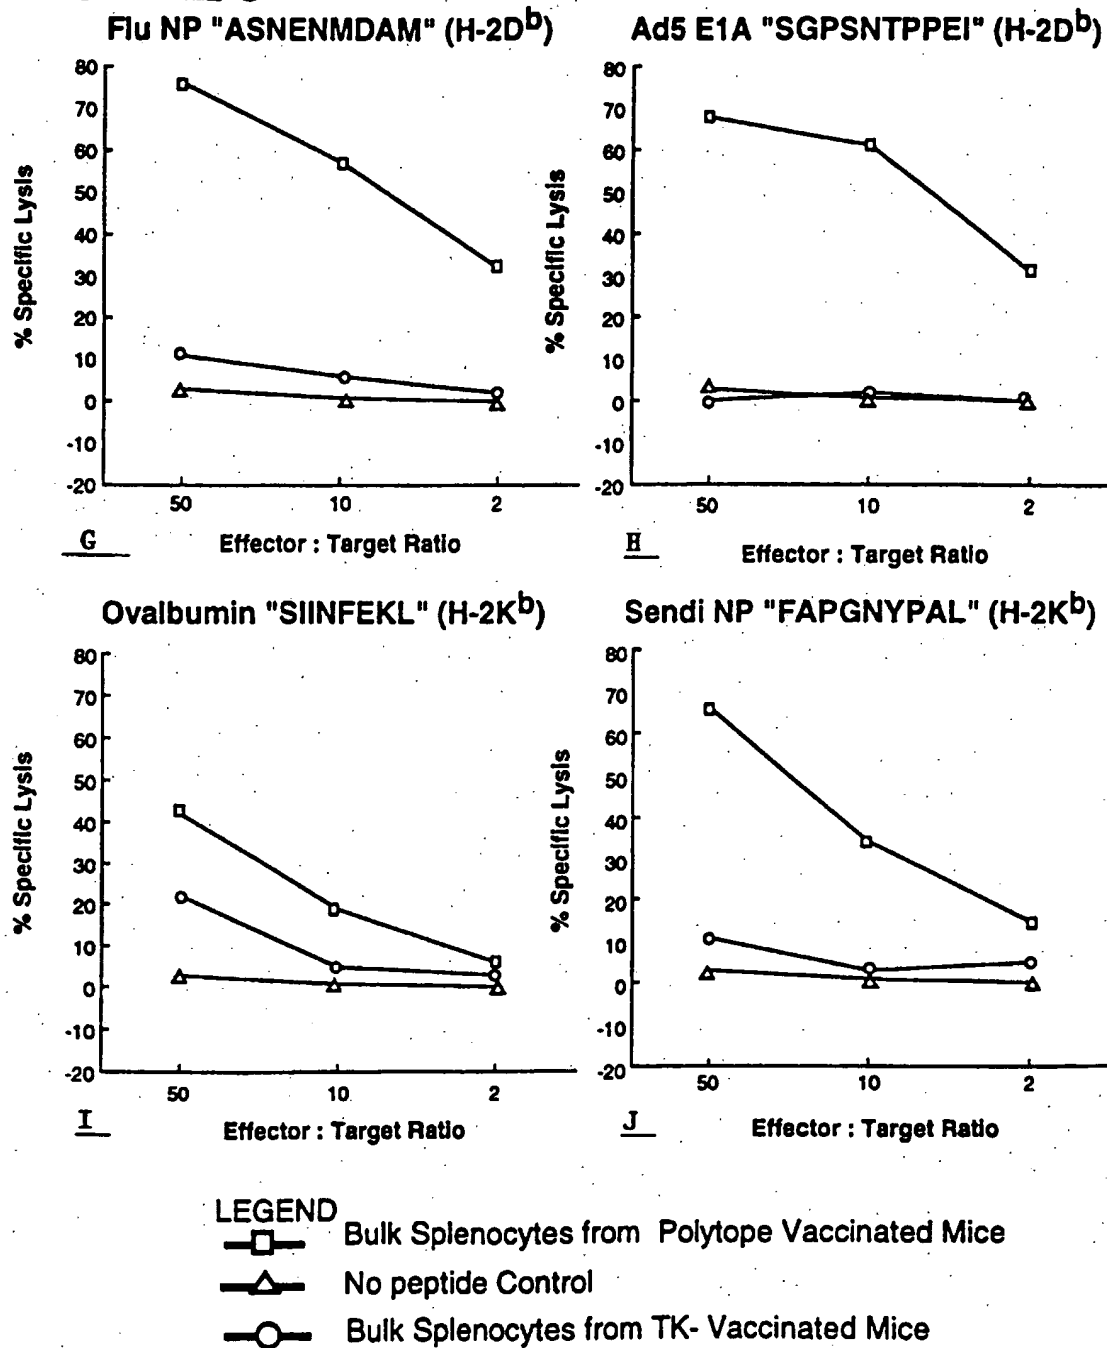 Flu NP "ASNENMDAM" (H-2Db)
% Specific Lysis
80
70
60
50
40
30
20
10
0
-10
-20
50 10 2
G
Effector : Target Ratio
Ad5 E1A "SGPSNTPPEI" (H-2Db)
% Specific Lysis
80
70
60
50
40
30
20
10
0
-10
-20
50 10 2
H
Effector : Target Ratio
Ovalbumin "SIINFEKL" (H-2Kb)
% Specific Lysis
80
70
60
50
40
30
20
10
0
-10
-20
50 10 2
I
Effector : Target Ratio
Sendi NP "FAPGNYPAL" (H-2Kb)
% Specific Lysis
80
70
60
50
40
30
20
10
0
-10
-20
50 10 2
J
Effector : Target Ratio
LEGEND
Bulk Splenocytes from Polytope Vaccinated Mice
No peptide Control
Bulk Splenocytes from TK- Vaccinated Mice